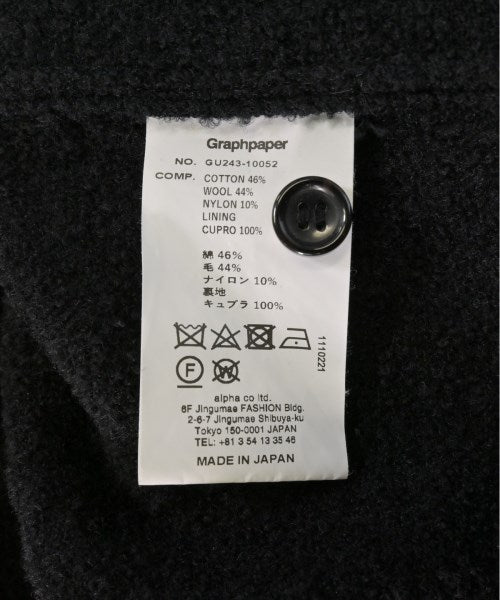 Graphpaper
NO. GU243-10052
COMP. COTTON 46%
WOOL 44%
NYLON 10%
LINING
CUPRO 100%
綿 46%
毛 44%
ナイロン 10%
裏地
キュプラ 100%
F W
1110221
alpha co ltd.
6F Jingumae FASHION Bldg.
2-6-7 Jingumae Shibuya-ku
Tokyo 150-0001 JAPAN
TEL: +81 3 54 13 35 46
MADE IN JAPAN